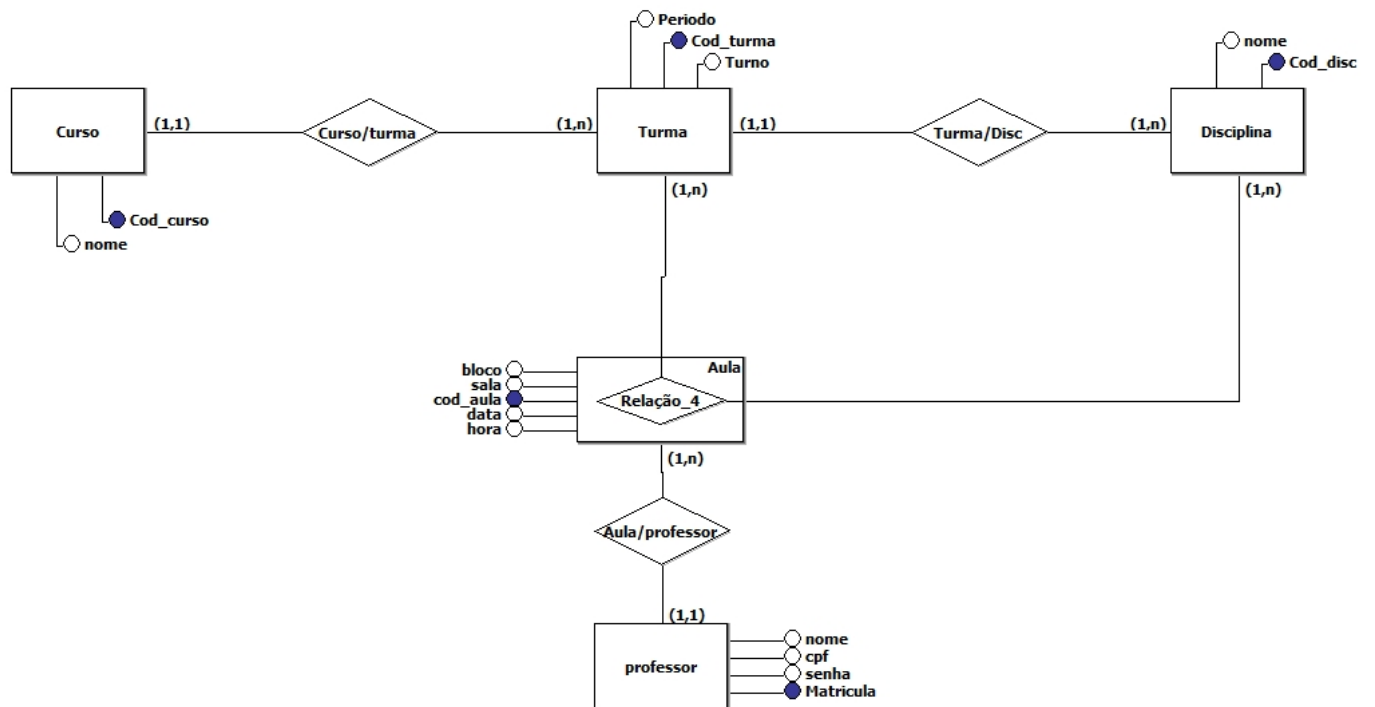 Periodo
Cod_turma
Turno
nome
Cod_disc
Curso
(1,1)
Curso/turma
(1,n)
Turma
(1,1)
Turma/Disc
(1,n)
Disciplina
(1,n)
(1,n)
Cod_curso
nome
bloco
sala
cod_aula
data
hora
Aula
Relação_4
(1,n)
Aula/professor
(1,1)
professor
nome
cpf
senha
Matricula